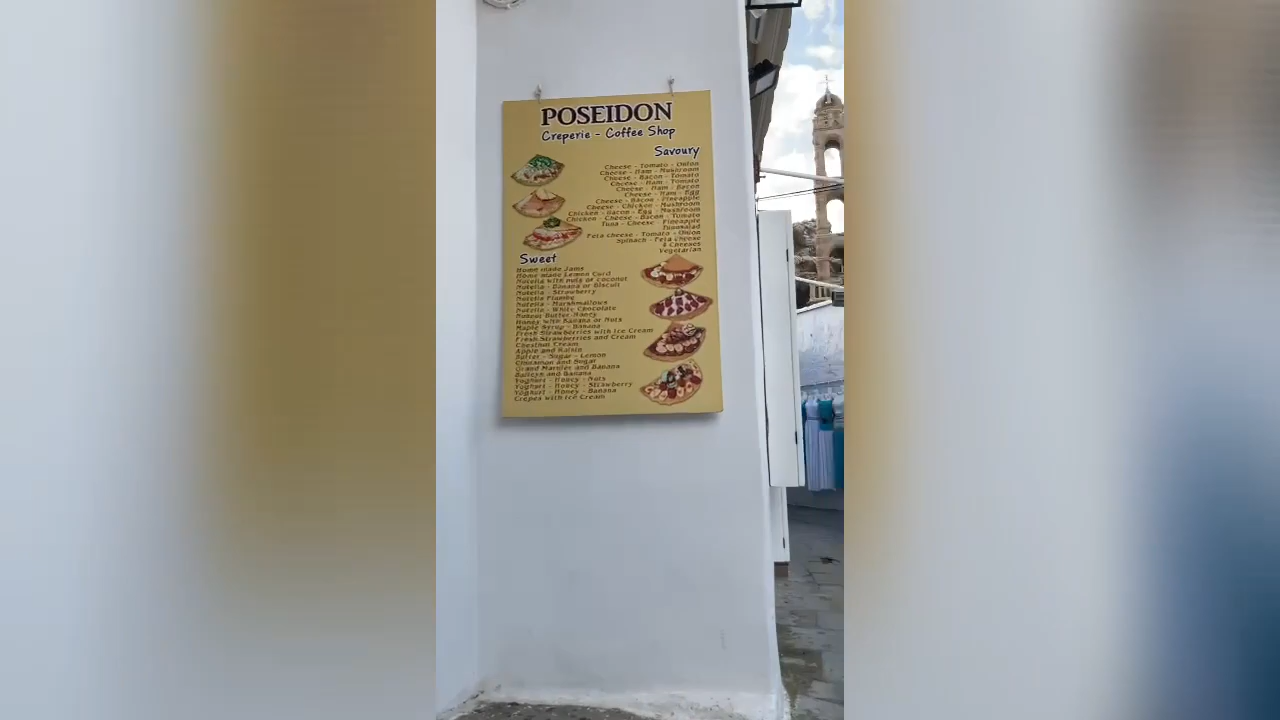 POSEIDON
Creperie - Coffee Shop
Savoury
Cheese - Tomato - Onion
Cheese - Ham - Mushroom
Cheese - Bacon - Tomato
Cheese - Ham - Tomato
Cheese - Ham - Bacon
Cheese - Ham - Egg
Cheese - Bacon - Pineapple
Cheese - Chicken - Mushroom
Chicken - Bacon - Egg - Mushroom
Chicken - Cheese - Bacon - Tomato
Tuna - Cheese - Pineapple
Tunasalad
Feta Cheese - Tomato - Onion
Spinach - Feta Cheese
4 Cheeses
Vegetarian
Sweet
Home made Jams
Home made Lemon Curd
Nutella with nuts or coconut
Nutella - Banana or Biscuit
Nutella - Strawberry
Nutella
Nutella - Marshmallows
Nutella - White Chocolate
Butter Honey
Honey with Banana or Nuts
Maple Syrup - Banana
Fresh Strawberries with Ice Cream
Fresh Strawberries and Cream
Chestnut Cream
Apple and Raisin
Butter - Sugar - Lemon
Cinnamon and Sugar
Grand Marnier and Banana
Baileys and Banana
Yoghurt - Honey - Nuts
Yoghurt - Honey - Strawberry
Yoghurt - Honey - Banana
Crepes with Ice Cream